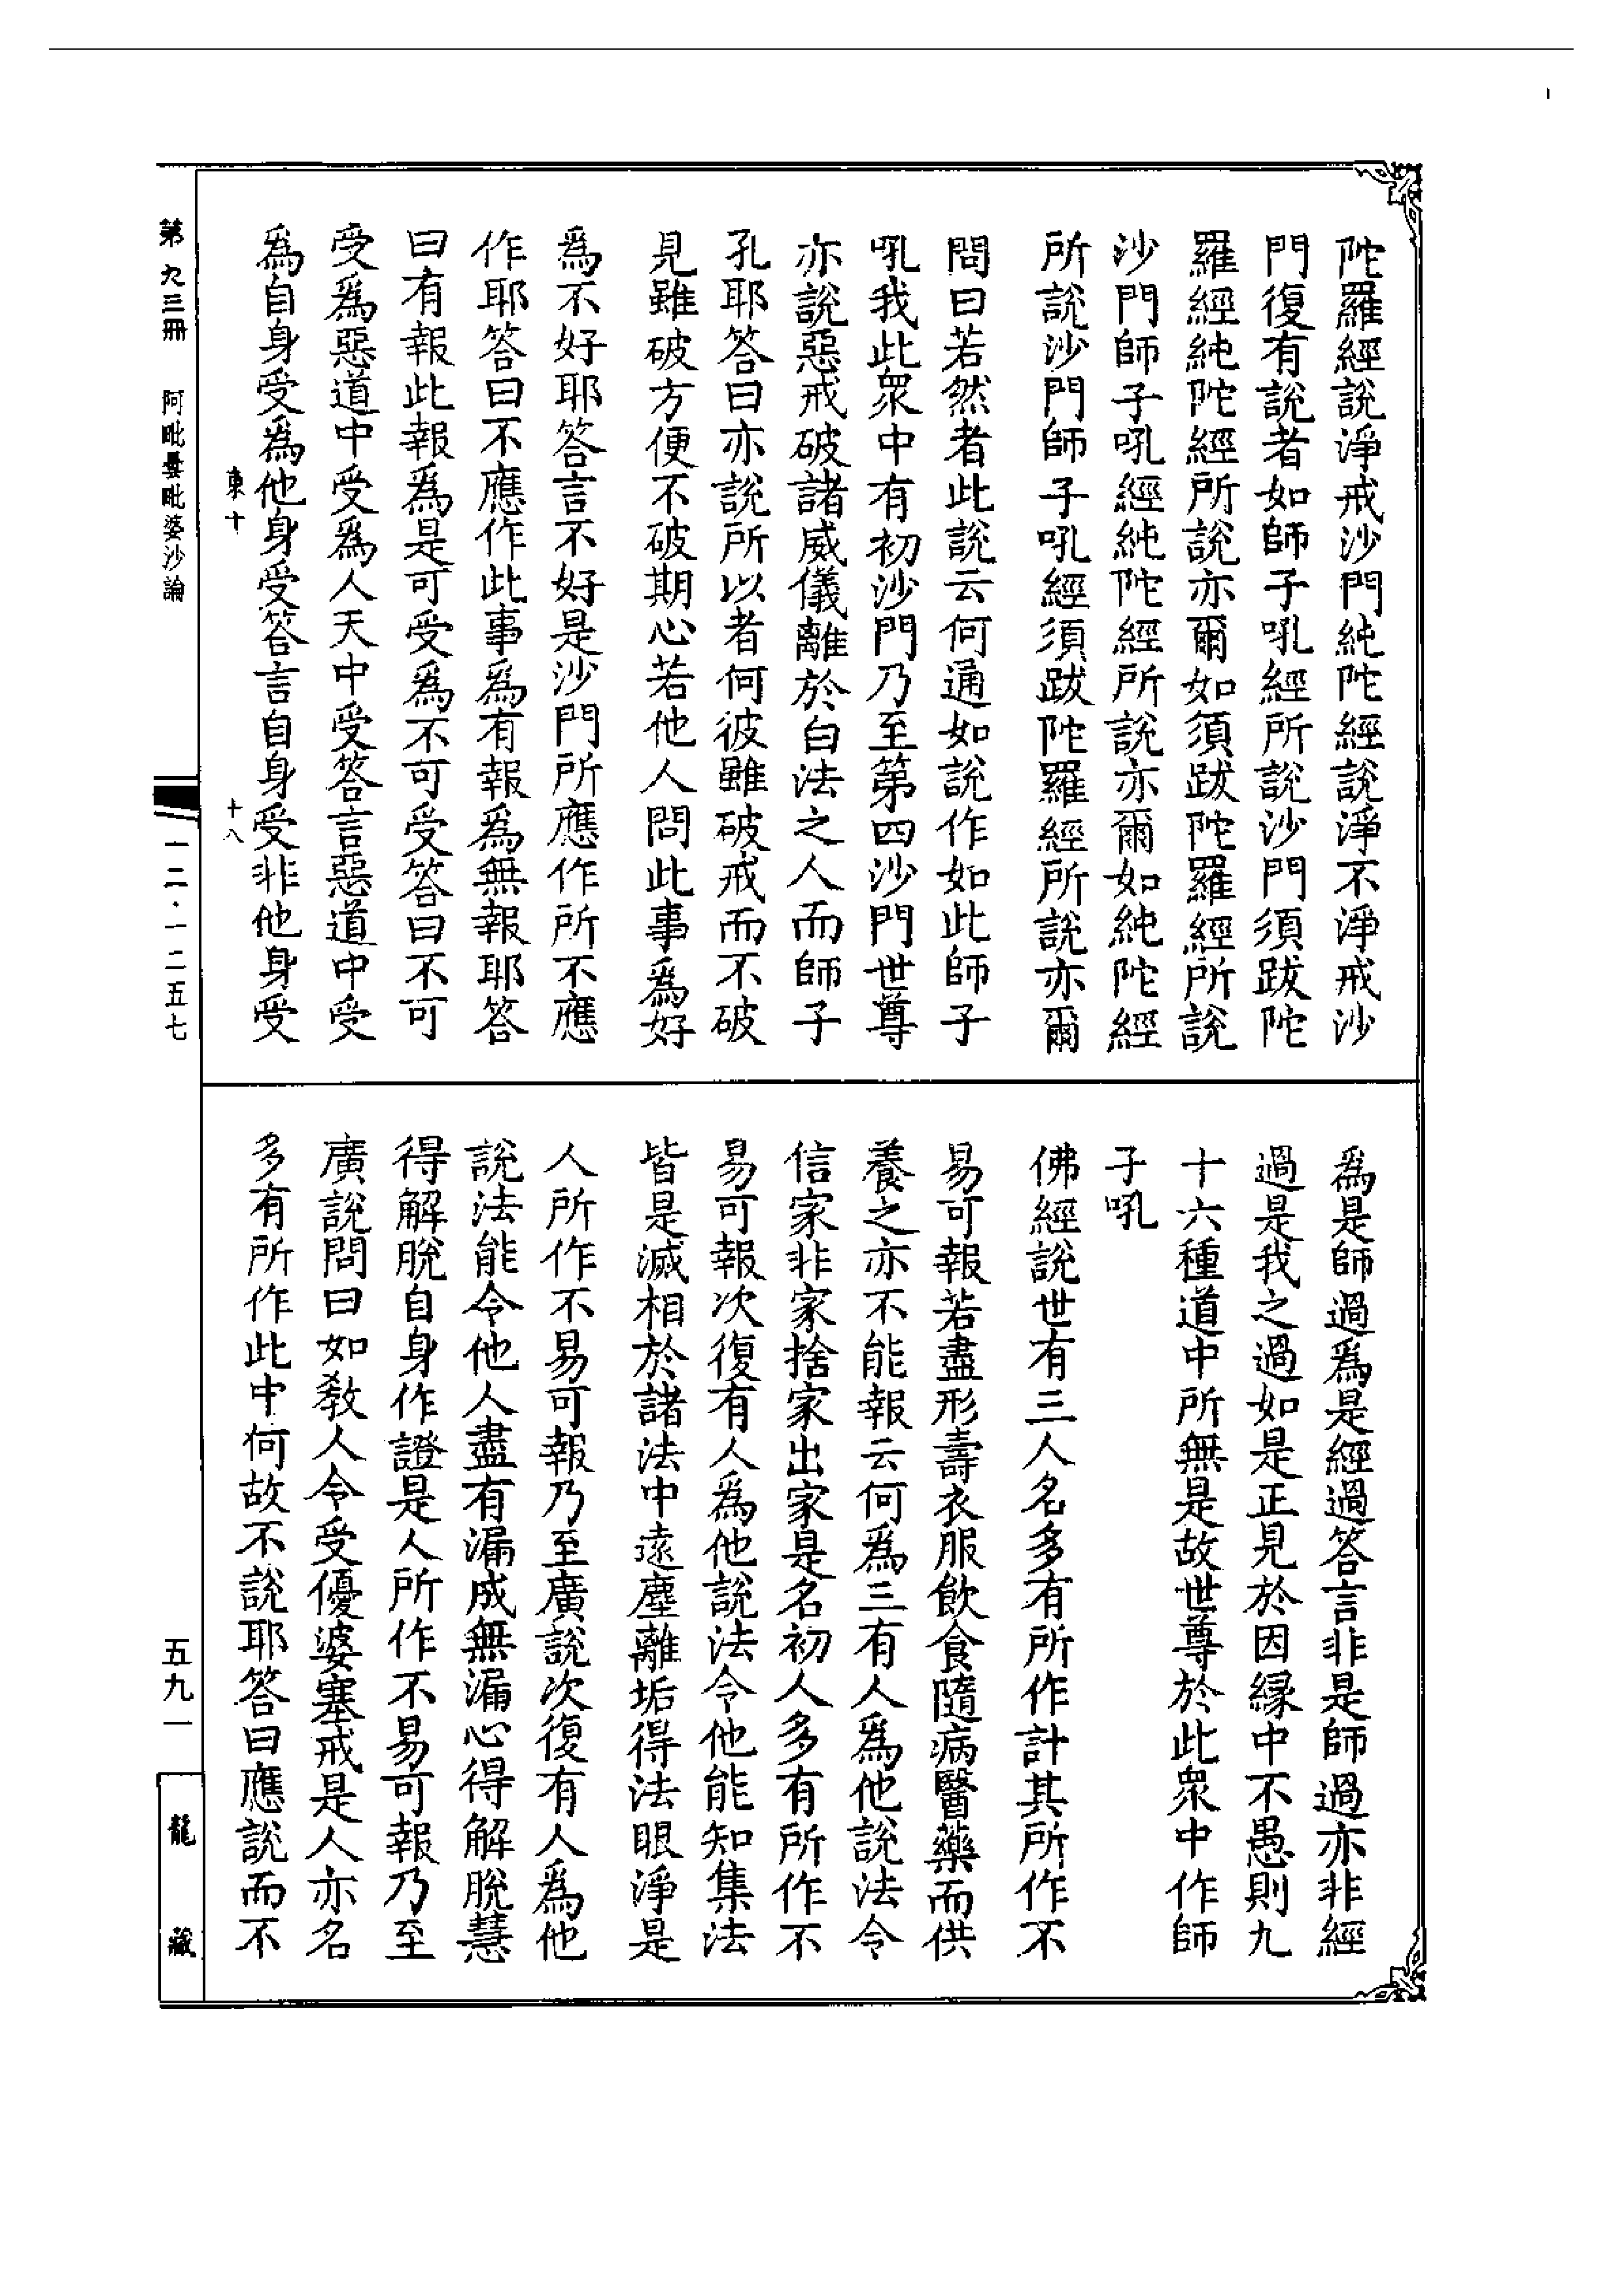 陀羅經說淨戒沙門純陀經說淨不淨戒沙
門復有說者如師子吼經所說沙門須跋陀
羅經純陀經所說亦爾如須跋陀羅經所說
沙門師子吼經純陀經所說亦爾如純陀經
所說沙門師子吼經須跋陀羅經所說亦爾
問曰若然者此說云何通如說作如此師子
吼我此衆中有初沙門乃至第四沙門世尊
亦說惡戒破諸威儀離於白法之人而師子
孔耶答曰亦說所以者何彼雖破戒而不破
見雖破方便不破期心若他人問此事爲好
爲不好耶答言不好是沙門所應作所不應
作耶答曰不應作此事爲有報爲無報耶答
曰有報此報爲是可受爲不可受答曰不可
受爲惡道中受爲人天中受答言惡道中受
爲自身受爲他身受答言自身受非他身受
爲是師過爲是經過答言非是師過亦非經
過是我之過如是正見於因緣中不愚則九
十六種道中所無是故世尊於此衆中作師
子吼
佛經說世有三人名多有所作計其所作不
易可報若盡形壽衣服飲食隨病醫藥而供
養之亦不能報云何爲三有人爲他說法令
信家非家捨家出家是名初人多有所作不
易可報次復有人爲他說法令他能知集法
皆是滅相於諸法中遠塵離垢得法眼淨是
人所作不易可報乃至廣說次復有人爲他
說法能令他人盡有漏成無漏心得解脫慧
得解脫自身作證是人所作不易可報乃至
廣說問曰如教人令受優婆塞戒是人亦名
多有所作此中何故不說耶答曰應說而不
第九三冊 阿毗曇毗婆沙論
東十 十八
一二·一二五七
五九一
龍藏